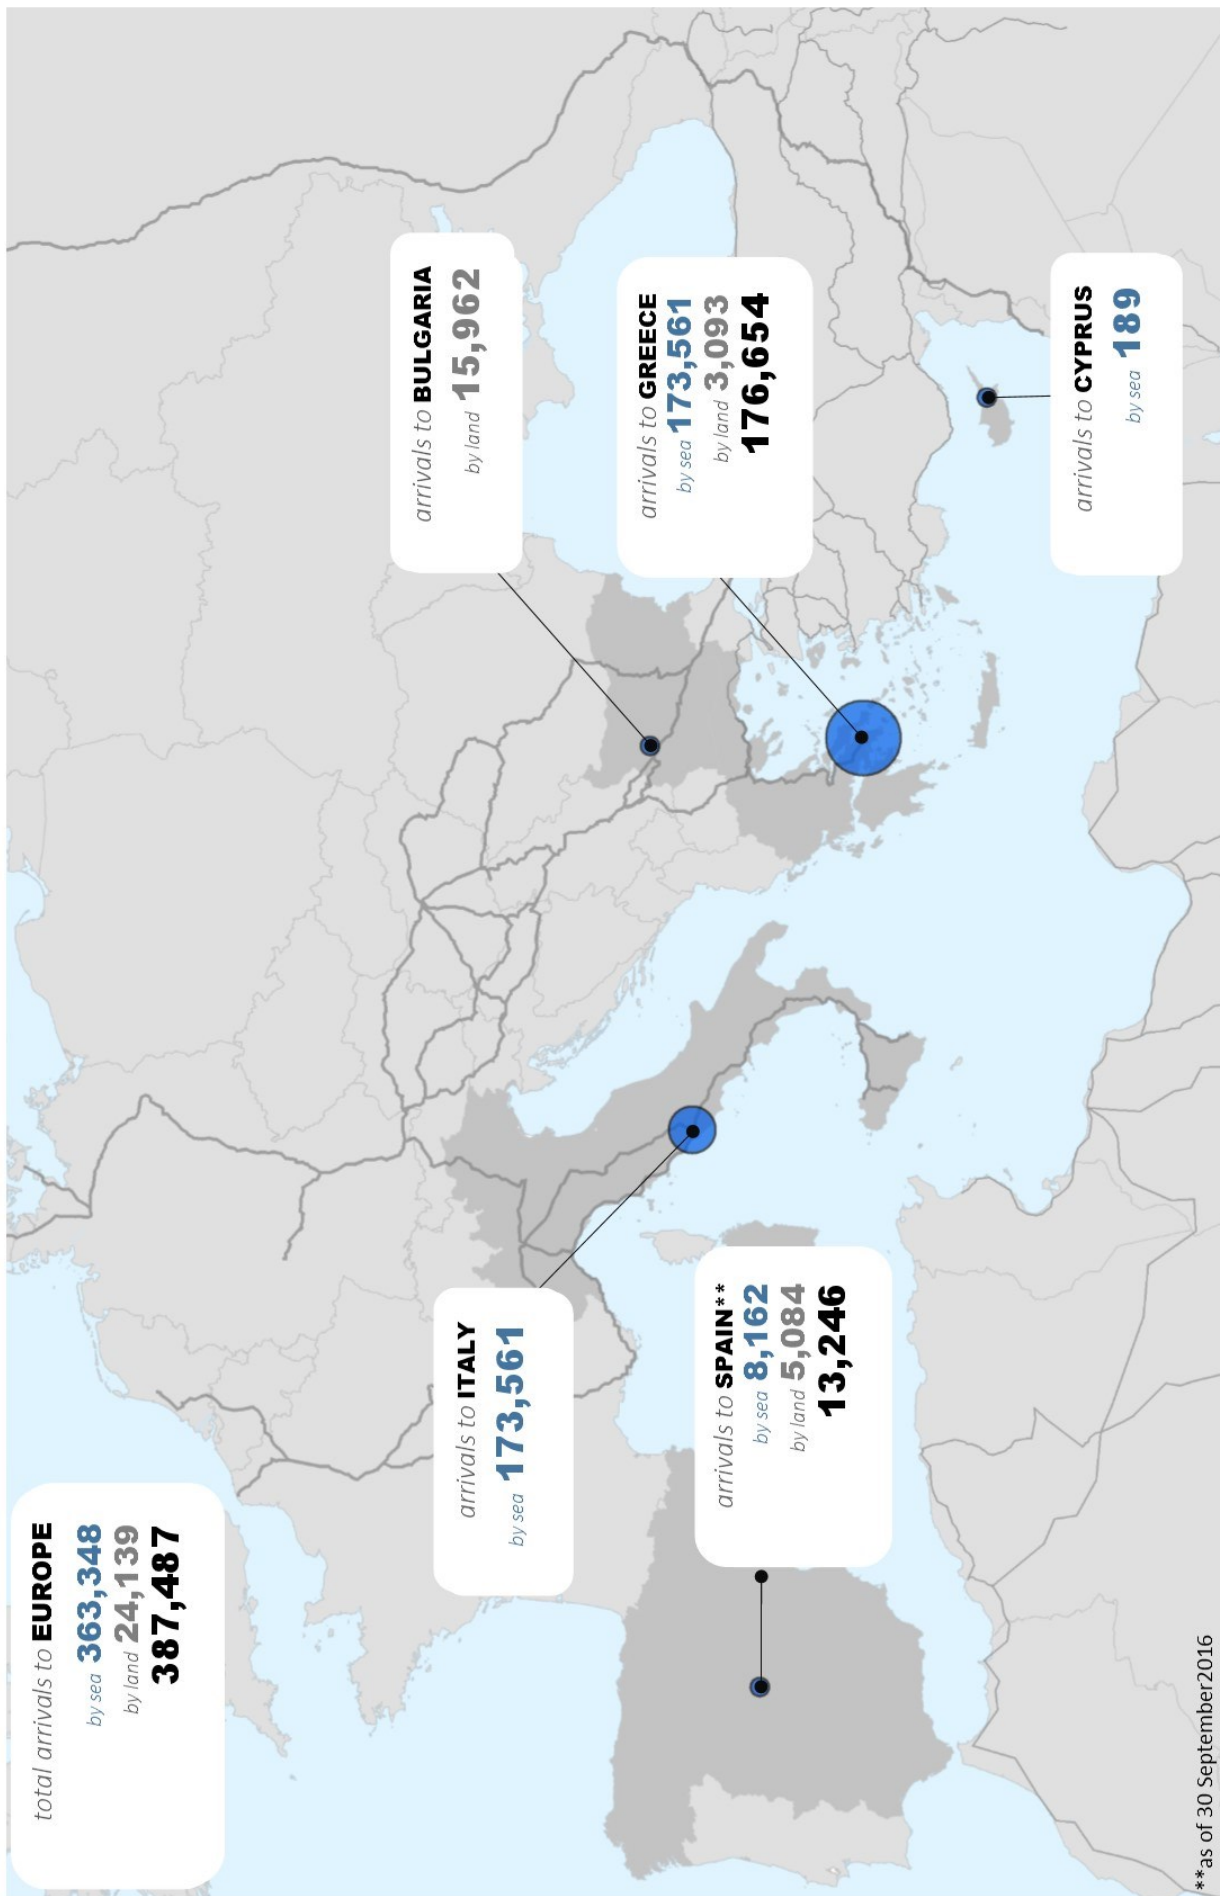 total arrivals to EUROPE
by sea 363,348
by land 24,139
387,487
arrivals to BULGARIA
by land 15,962
arrivals to ITALY
by sea 173,561
arrivals to GREECE
by sea 173,561
by land 3,093
176,654
arrivals to SPAIN**
by sea 8,162
by land 5,084
13,246
arrivals to CYPRUS
by sea 189
**as of 30 September2016